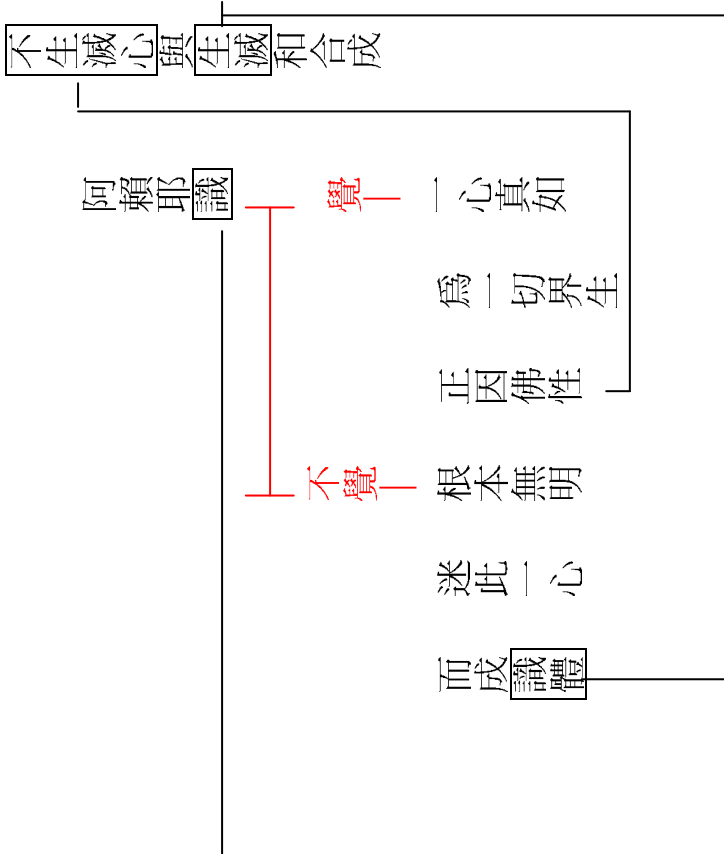 不生滅心與生滅和合成
阿賴耶識
覺
一心真如
爲一切界生
正因佛性
不覺
根本無明
迷此一心
而成識體